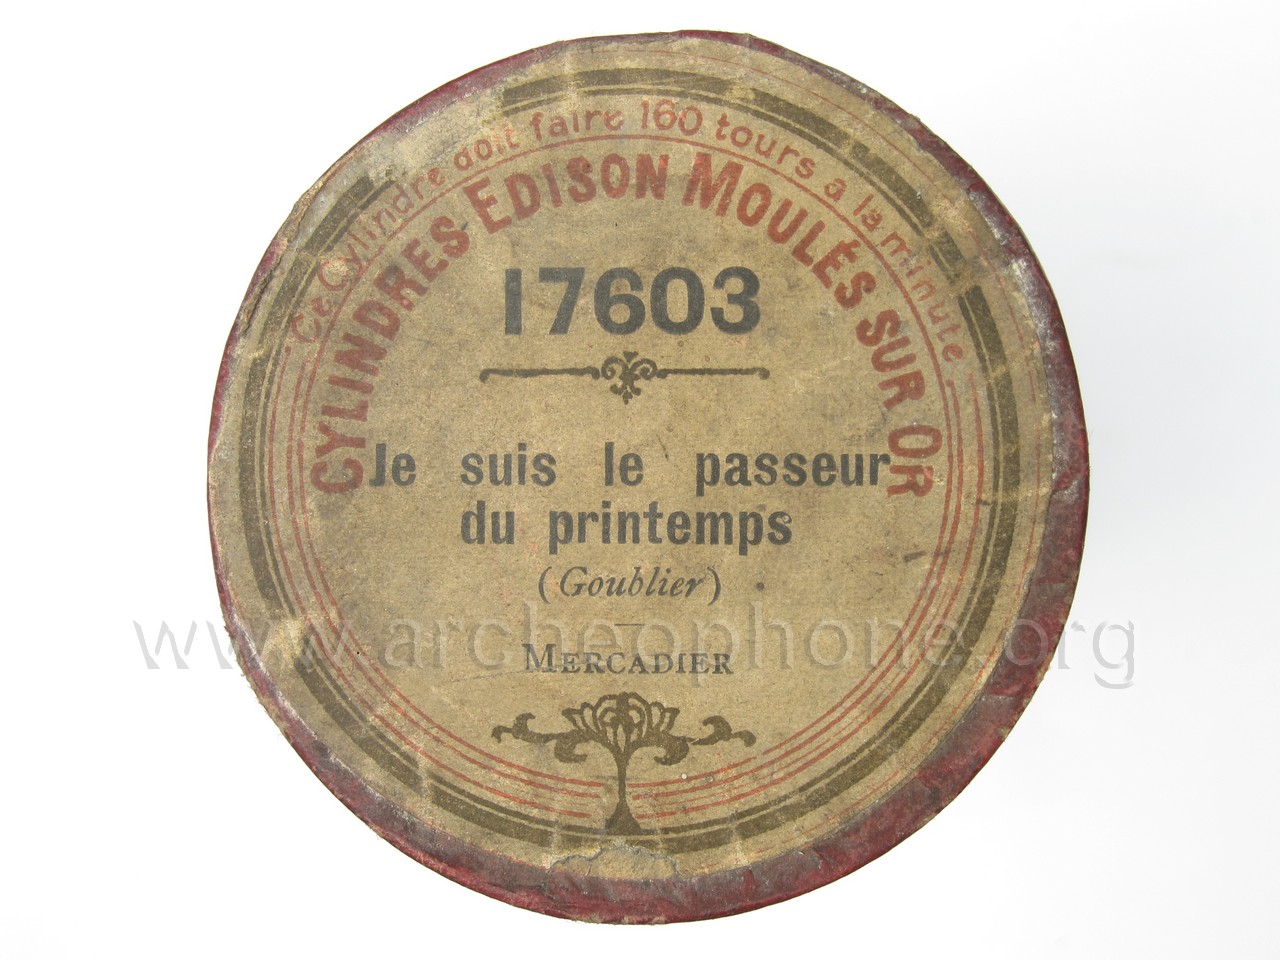 Ce Cylindre doit faire 160 tours à la minute
CYLINDRES EDISON MOULÉS SUR OR
17603
Je suis le passeur
du printemps
(Goublier)
www.archeophone.org
MERCADIER